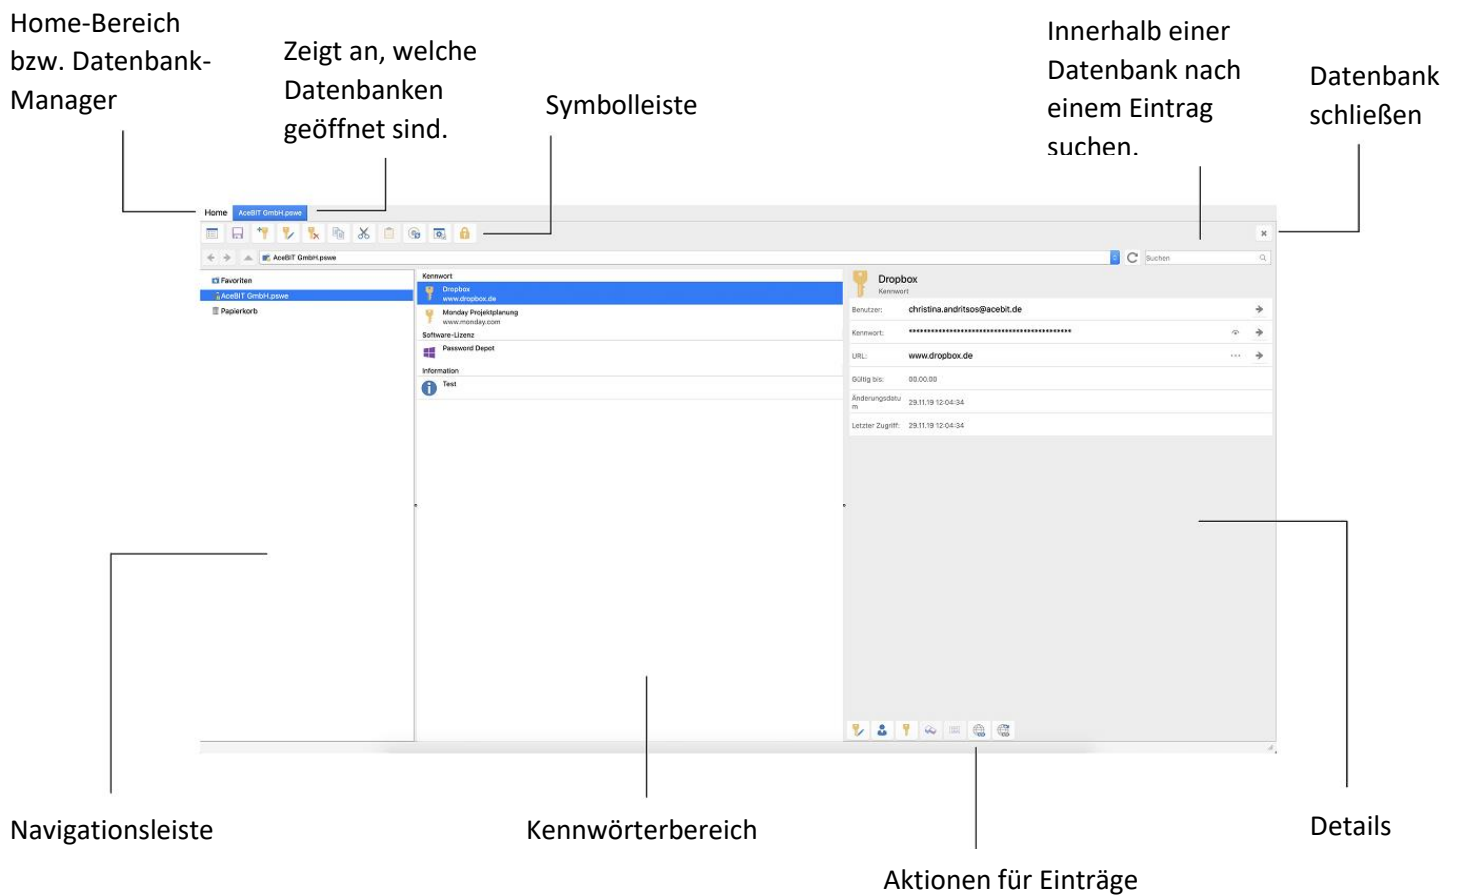 Home-Bereich
bzw. Datenbank-
Manager
Zeigt an, welche
Datenbanken
geöffnet sind.
Symbolleiste
Innerhalb einer
Datenbank nach
einem Eintrag
suchen.
Datenbank
schließen
Home AceBIT GmbH.pswe
AceBIT GmbH.pswe
Suchen
Favoriten
AceBIT GmbH.pswe
Papierkorb
Kennwort
Dropbox
www.dropbox.de
Monday Projektplanung
www.monday.com
Software-Lizenz
Password Depot
Information
Test
Dropbox
Kennwort
Benutzer: christina.andritsos@acebit.de
Kennwort: ********************************************
URL: www.dropbox.de
Gültig bis: 00.00.00
Änderungsdatu
m 29.11.19 12:04:34
Letzter Zugriff: 29.11.19 12:04:34
Navigationsleiste
Kennwörterbereich
Details
Aktionen für Einträge